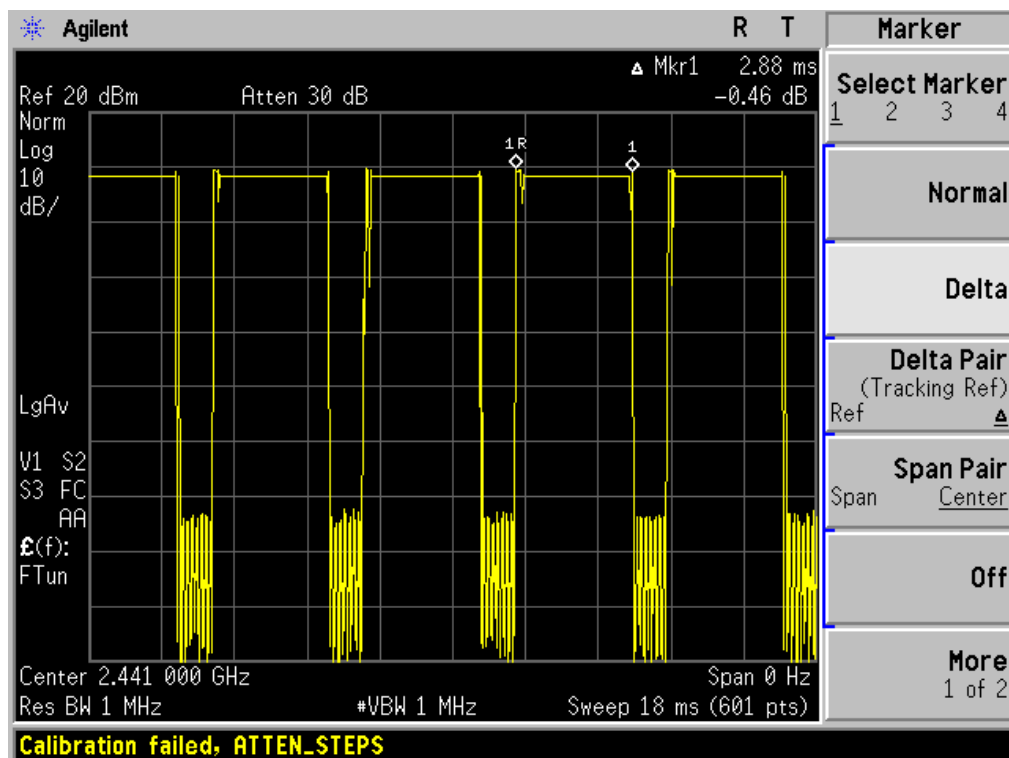 Agilent R T
Δ Mkr1 2.88 ms
Ref 20 dBm Atten 30 dB -0.46 dB
Norm
Log
10
dB/
1R
1
LgAv
V1 S2
S3 FC
AA
£(f):
FTun
Center 2.441 000 GHz Span 0 Hz
Res BW 1 MHz #VBW 1 MHz Sweep 18 ms (601 pts)
Calibration failed, ATTEN_STEPS
Marker
Select Marker
1 2 3 4
Normal
Delta
Delta Pair
(Tracking Ref)
Ref Δ
Span Pair
Span Center
Off
More
1 of 2